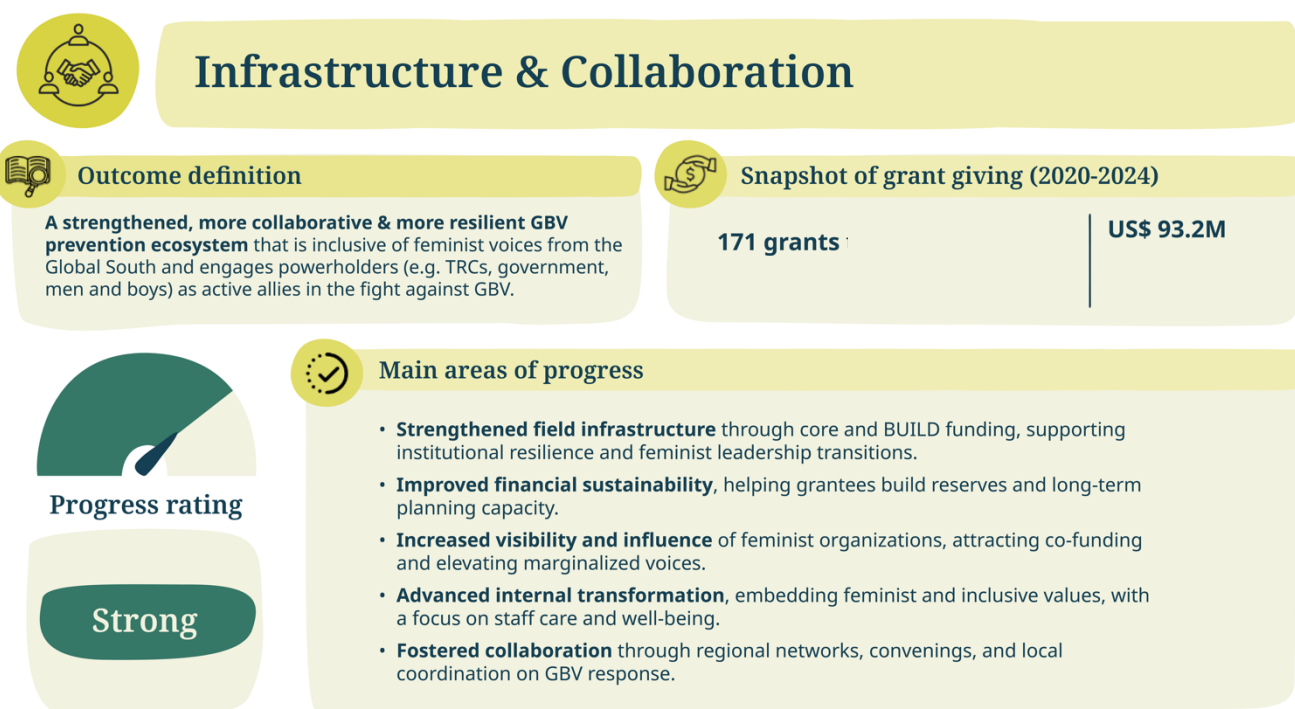 Infrastructure & Collaboration
Outcome definition
A strengthened, more collaborative & more resilient GBV
prevention ecosystem that is inclusive of feminist voices from the
Global South and engages powerholders (e.g. TRCs, government,
men and boys) as active allies in the fight against GBV.
Snapshot of grant giving (2020-2024)
171 grants
US$ 93.2M
Progress rating
Strong
Main areas of progress
• Strengthened field infrastructure through core and BUILD funding, supporting
institutional resilience and feminist leadership transitions.
• Improved financial sustainability, helping grantees build reserves and long-term
planning capacity.
• Increased visibility and influence of feminist organizations, attracting co-funding
and elevating marginalized voices.
• Advanced internal transformation, embedding feminist and inclusive values, with
a focus on staff care and well-being.
• Fostered collaboration through regional networks, convenings, and local
coordination on GBV response.